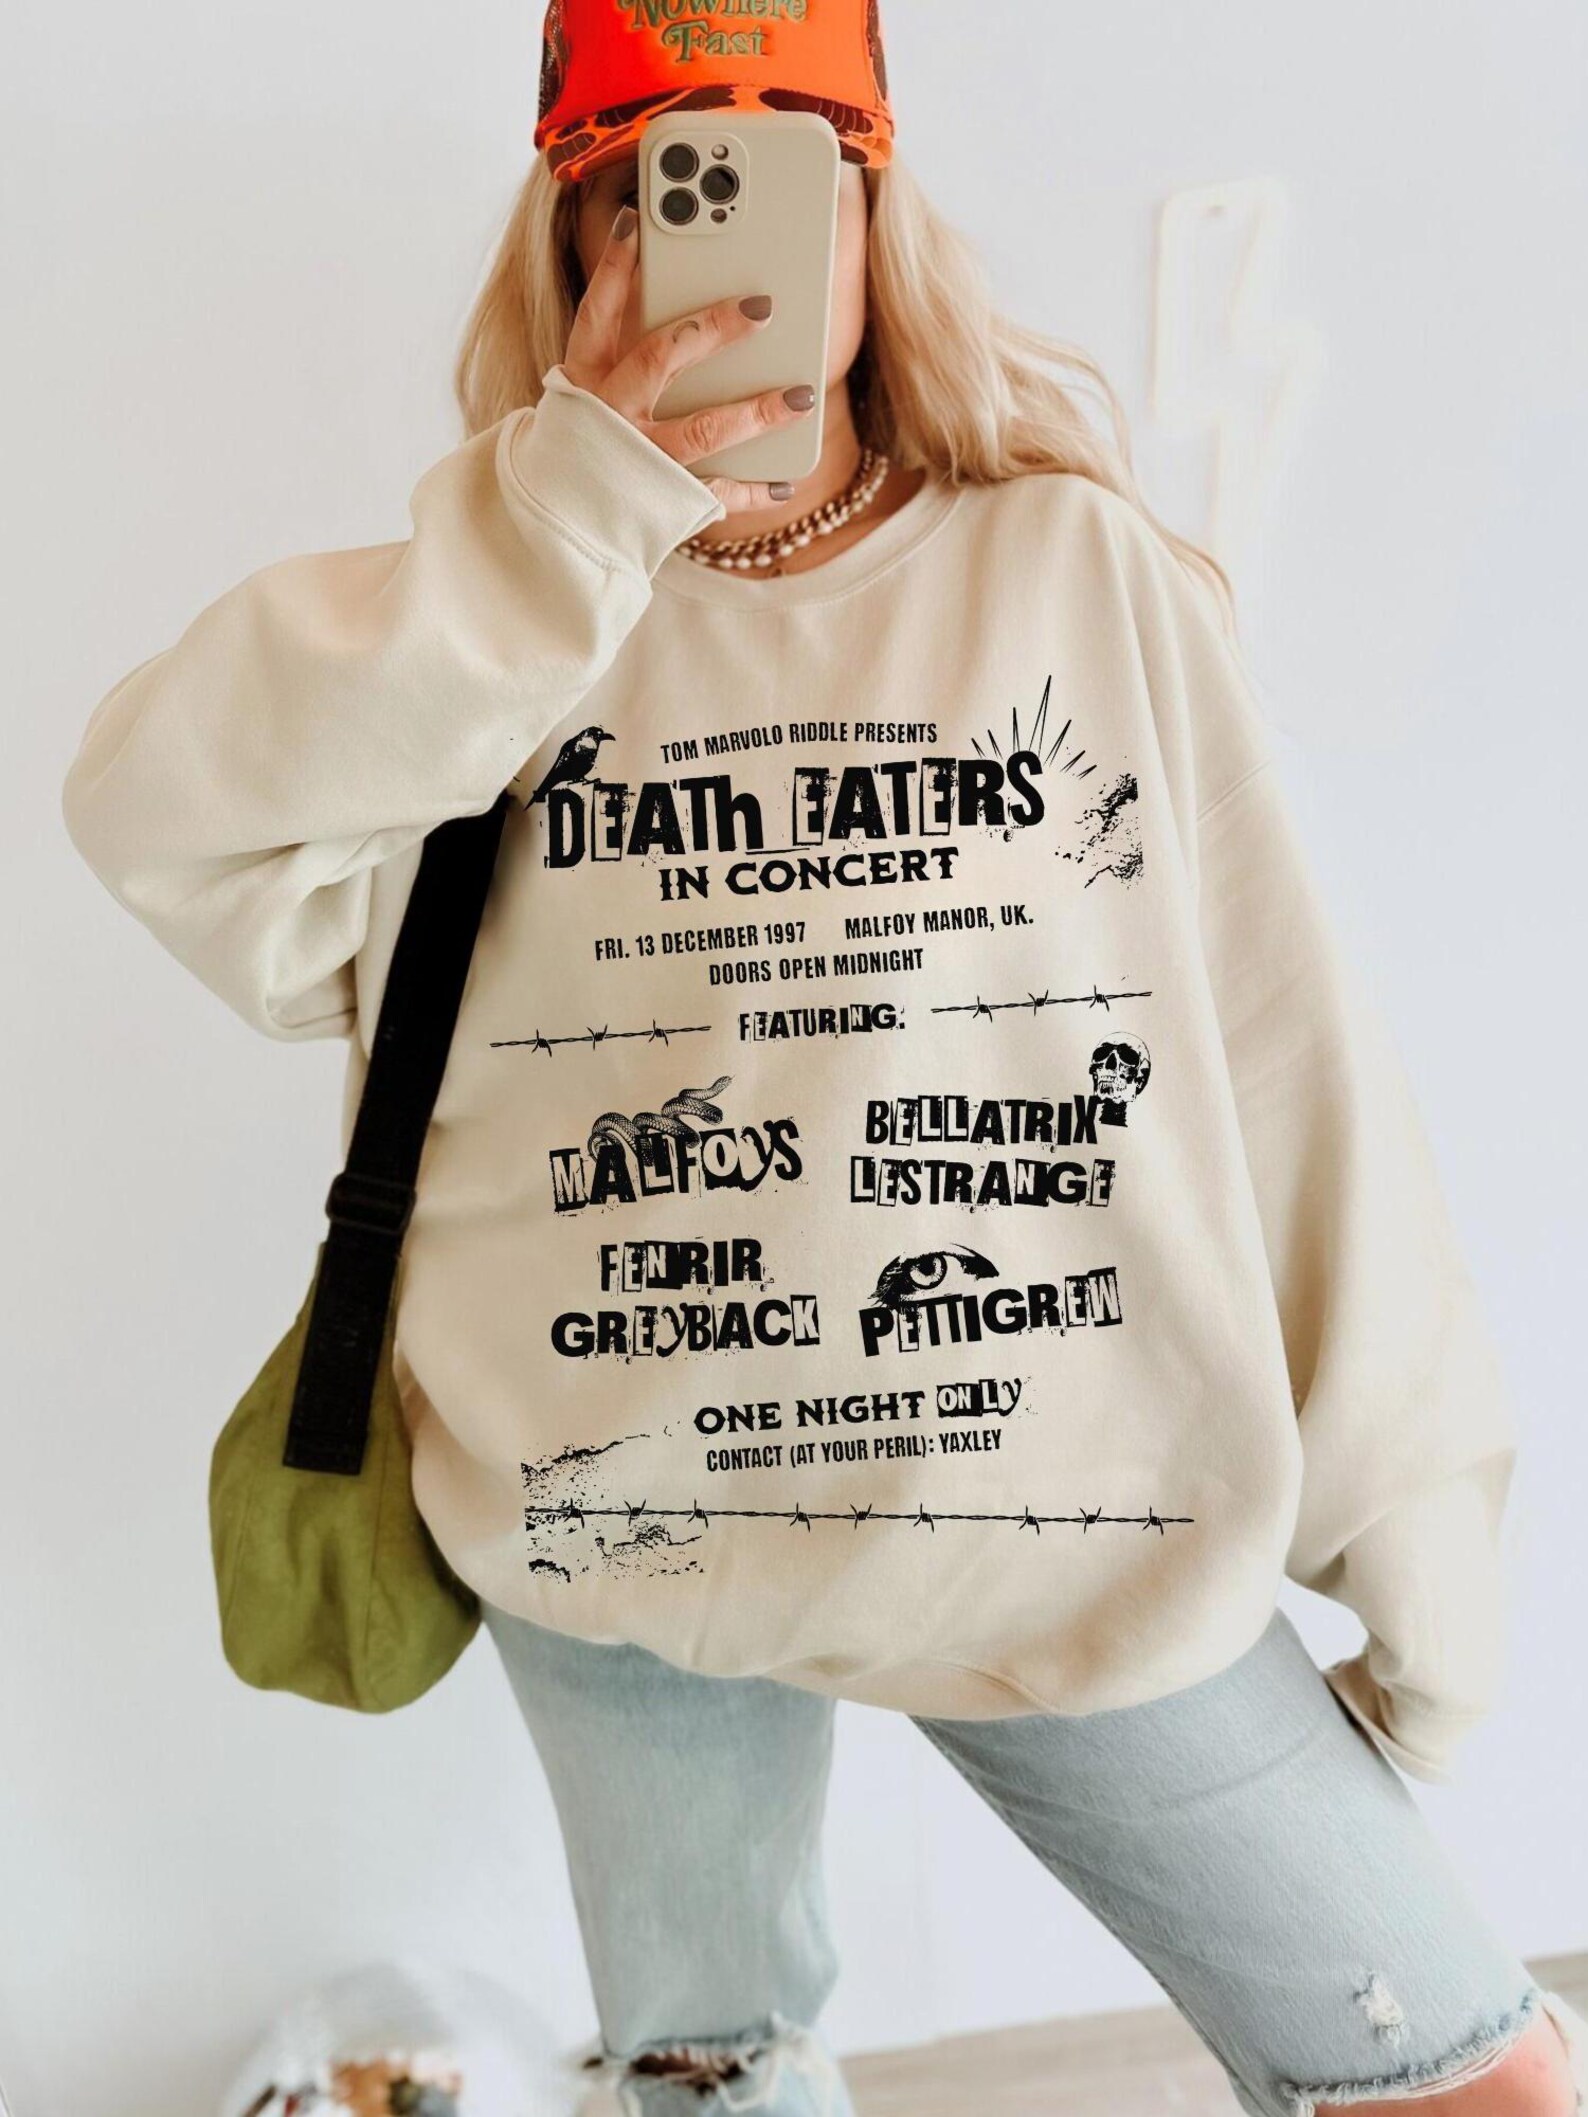 Nowhere
Fast
TOM MARVOLO RIDDLE PRESENTS
DEATh EATERS
IN CONCERT
FRI. 13 DECEMBER 1997 MALFOY MANOR, UK.
DOORS OPEN MIDNIGHT
FEATURING:
MALFOYS
BELLATRIX
LESTRANGE
FENRIR
GREYBACK
PETTIGREW
ONE NIGHT ONLY
CONTACT (AT YOUR PERIL): YAXLEY